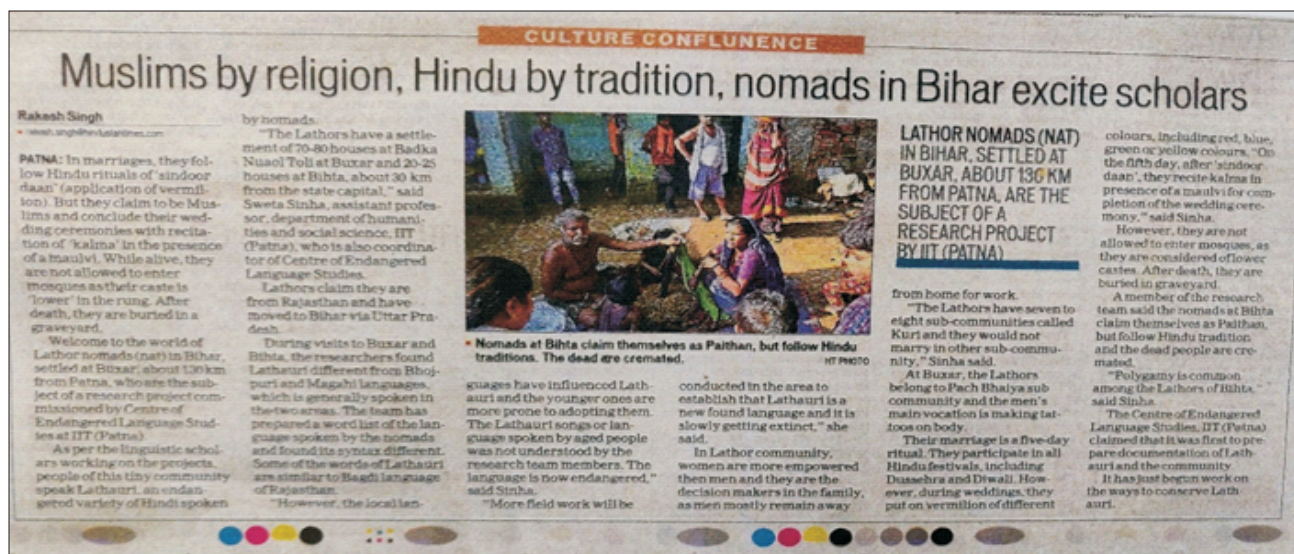 CULTURE CONFLUNENCE
Muslims by religion, Hindu by tradition, nomads in Bihar excite scholars
Rakesh Singh
rakesh.singh@hindustantimes.com
PATNA: In marriages, they fol-
low Hindu rituals of 'sindoor
daan' (application of vermil-
ion). But they claim to be Mus-
lims and conclude their wed-
ding ceremonies with recita-
tion of 'kalma' in the presence
of a maulvi. While alive, they
are not allowed to enter
mosques as their caste is
'lower' in the rung. After
death, they are buried in a
graveyard.
Welcome to the world of
Lathor nomads (nat) in Bihar,
settled at Buxar, about 130 km
from Patna, who are the sub-
ject of a research project com-
missioned by Centre of
Endangered Language Stud-
ies at IIT (Patna)
As per the linguistic schol-
ars working on the projects,
people of this tiny community
speak Lathauri, an endan-
gered variety of Hindi spoken
by nomads.
"The Lathors have a settle-
ment of 70-80 houses at Badka
Nuaol Toli at Buxar and 20-25
houses at Bihta, about 30 km
from the state capital," said
Sweta Sinha, assistant profes-
sor, department of humani-
ties and social science, IIT
(Patna), who is also coordina-
tor of Centre of Endangered
Language Studies.
Lathors claim they are
from Rajasthan and have
moved to Bihar via Uttar Pra-
desh.
During visits to Buxar and
Bihta, the researchers found
Lathauri different from Bhoj-
puri and Magahi languages,
which is generally spoken in
the two areas. The team has
prepared a word list of the lan-
guage spoken by the nomads
and found its syntax different.
Some of the words of Lathauri
are similar to Bagdi language
of Rajasthan.
"However, the local lan-
Nomads at Bihta claim themselves as Paithan, but follow Hindu
traditions. The dead are cremated.
HT PHOTO
guages have influenced Lath-
auri and the younger ones are
more prone to adopting them.
The Lathauri songs or lan-
guage spoken by aged people
was not understood by the
research team members. The
language is now endangered,"
said Sinha.
"More field work will be
conducted in the area to
establish that Lathauri is a
new found language and it is
slowly getting extinct," she
said.
In Lathor community,
women are more empowered
then men and they are the
decision makers in the family,
as men mostly remain away
LATHOR NOMADS (NAT)
IN BIHAR, SETTLED AT
BUXAR, ABOUT 130 KM
FROM PATNA, ARE THE
SUBJECT OF A
RESEARCH PROJECT
BY IIT (PATNA)
from home for work.
"The Lathors have seven to
eight sub-communities called
Kuri and they would not
marry in other sub-commu-
nity," Sinha said.
At Buxar, the Lathors
belong to Pach Bhaiya sub
community and the men's
main vocation is making tat-
toos on body.
Their marriage is a five-day
ritual. They participate in all
Hindu festivals, including
Dussehra and Diwali. How-
ever, during weddings, they
put on vermilion of different
colours, including red, blue,
green or yellow colours. "On
the fifth day, after 'sindoor
daan', they recite kalma in
presence of a maulvi for com-
pletion of the wedding cere-
mony," said Sinha.
However, they are not
allowed to enter mosques, as
they are considered of lower
castes. After death, they are
buried in graveyard.
A member of the research
team said the nomads at Bihta
claim themselves as Paithan,
but follow Hindu tradition
and the dead people are cre-
mated.
"Polygamy is common
among the Lathors of Bihta,"
said Sinha.
The Centre of Endangered
Language Studies, IIT (Patna)
claimed that it was first to pre-
pare documentation of Lath-
auri and the community.
It has just begun work on
the ways to conserve Lath-
auri.